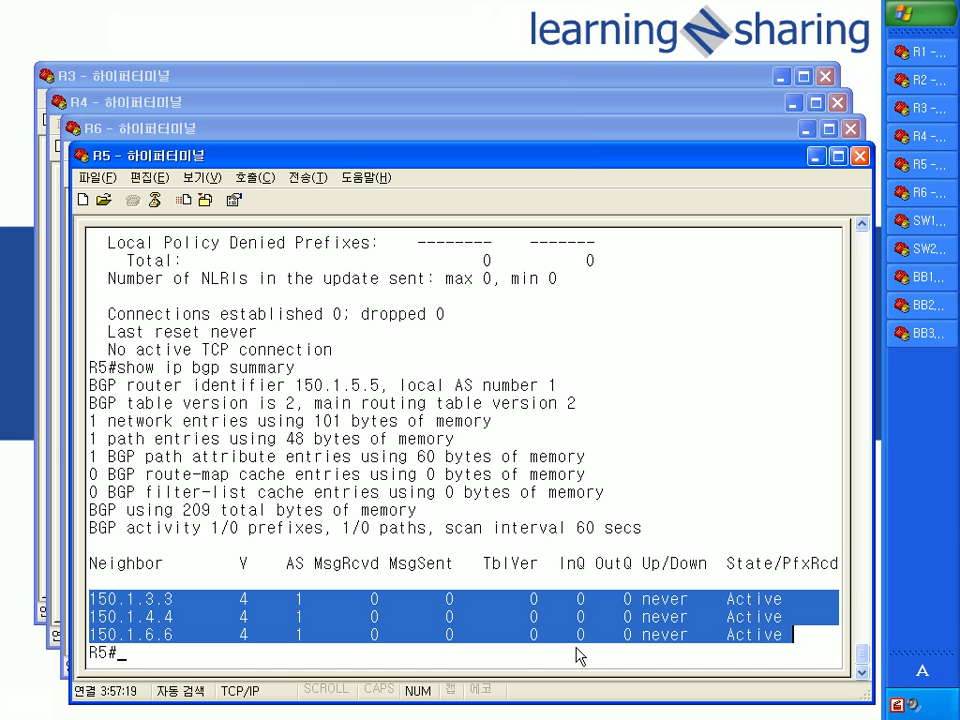 learning N sharing
R3 - 하이퍼터미널
R4 - 하이퍼터미널
R6 - 하이퍼터미널
R5 - 하이퍼터미널
파일(F) 편집(E) 보기(V) 호출(C) 전송(T) 도움말(H)
Local Policy Denied Prefixes: -------- -------
Total: 0 0
Number of NLRIs in the update sent: max 0, min 0
Connections established 0; dropped 0
Last reset never
No active TCP connection
R5#show ip bgp summary
BGP router identifier 150.1.5.5, local AS number 1
BGP table version is 2, main routing table version 2
1 network entries using 101 bytes of memory
1 path entries using 48 bytes of memory
1 BGP path attribute entries using 60 bytes of memory
0 BGP route-map cache entries using 0 bytes of memory
0 BGP filter-list cache entries using 0 bytes of memory
BGP using 209 total bytes of memory
BGP activity 1/0 prefixes, 1/0 paths, scan interval 60 secs
Neighbor V AS MsgRcvd MsgSent TblVer InQ OutQ Up/Down State/PfxRcd
150.1.3.3 4 1 0 0 0 0 0 never Active
150.1.4.4 4 1 0 0 0 0 0 never Active
150.1.6.6 4 1 0 0 0 0 0 never Active
R5#_
연결 3:57:19 자동 검색 TCP/IP SCROLL CAPS NUM 캡 에코
R1 -...
R2 -...
R3 -...
R4 -...
R5 -...
R6 -...
SW1...
SW2...
BB1...
BB2...
BB3...
A